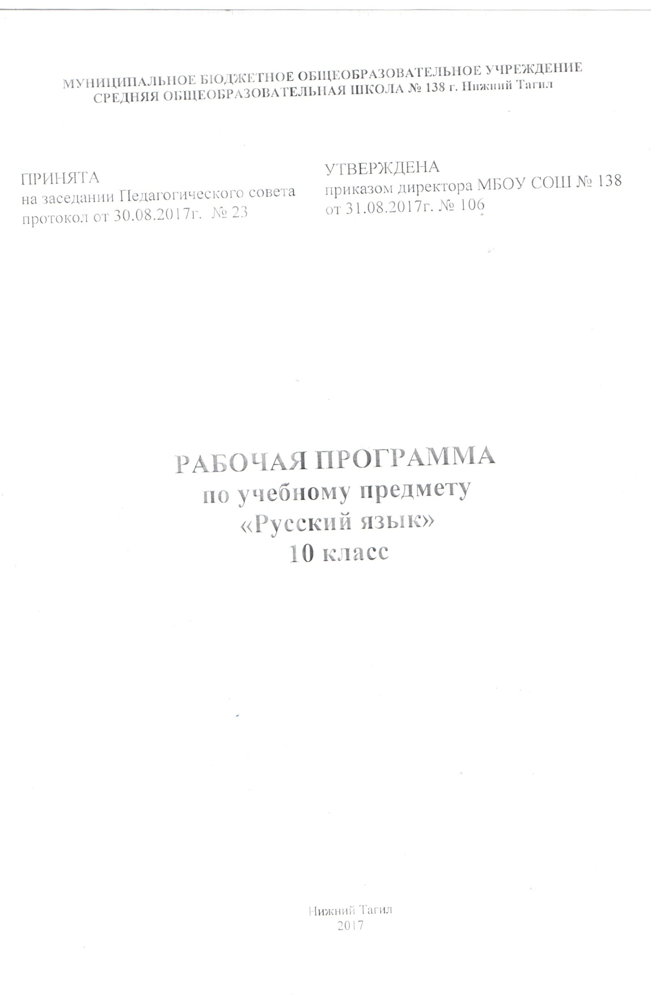 МУНИЦИПАЛЬНОЕ БЮДЖЕТНОЕ ОБЩЕОБРАЗОВАТЕЛЬНОЕ УЧРЕЖДЕНИЕ
СРЕДНЯЯ ОБЩЕОБРАЗОВАТЕЛЬНАЯ ШКОЛА № 138 г. Нижний Тагил
ПРИНЯТА
на заседании Педагогического совета
протокол от 30.08.2017г. № 23
УТВЕРЖДЕНА
приказом директора МБОУ СОШ № 138
от 31.08.2017г. № 106
РАБОЧАЯ ПРОГРАММА
по учебному предмету
«Русский язык»
10 класс
Нижний Тагил
2017